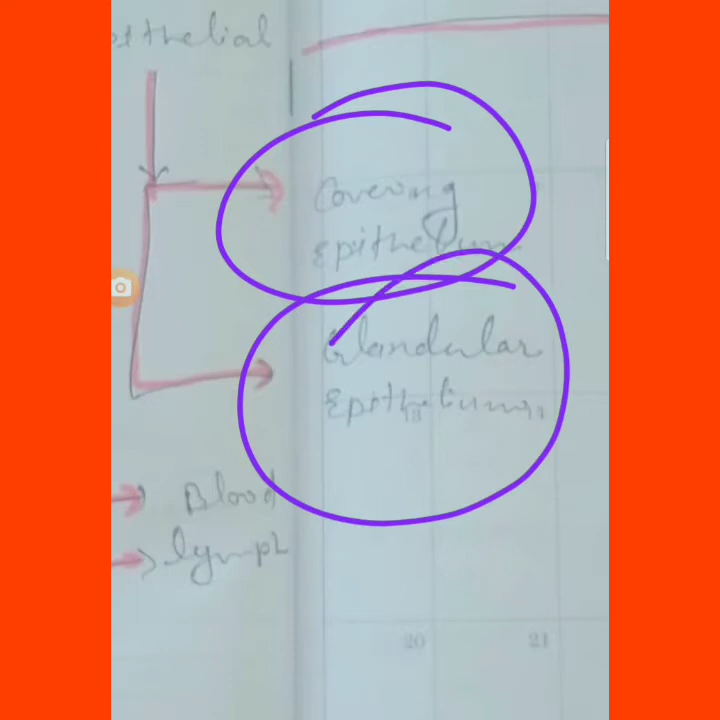 epithelial
Covering
Epithelium
Glandular
Epithelium
Blood
lymph
20 21